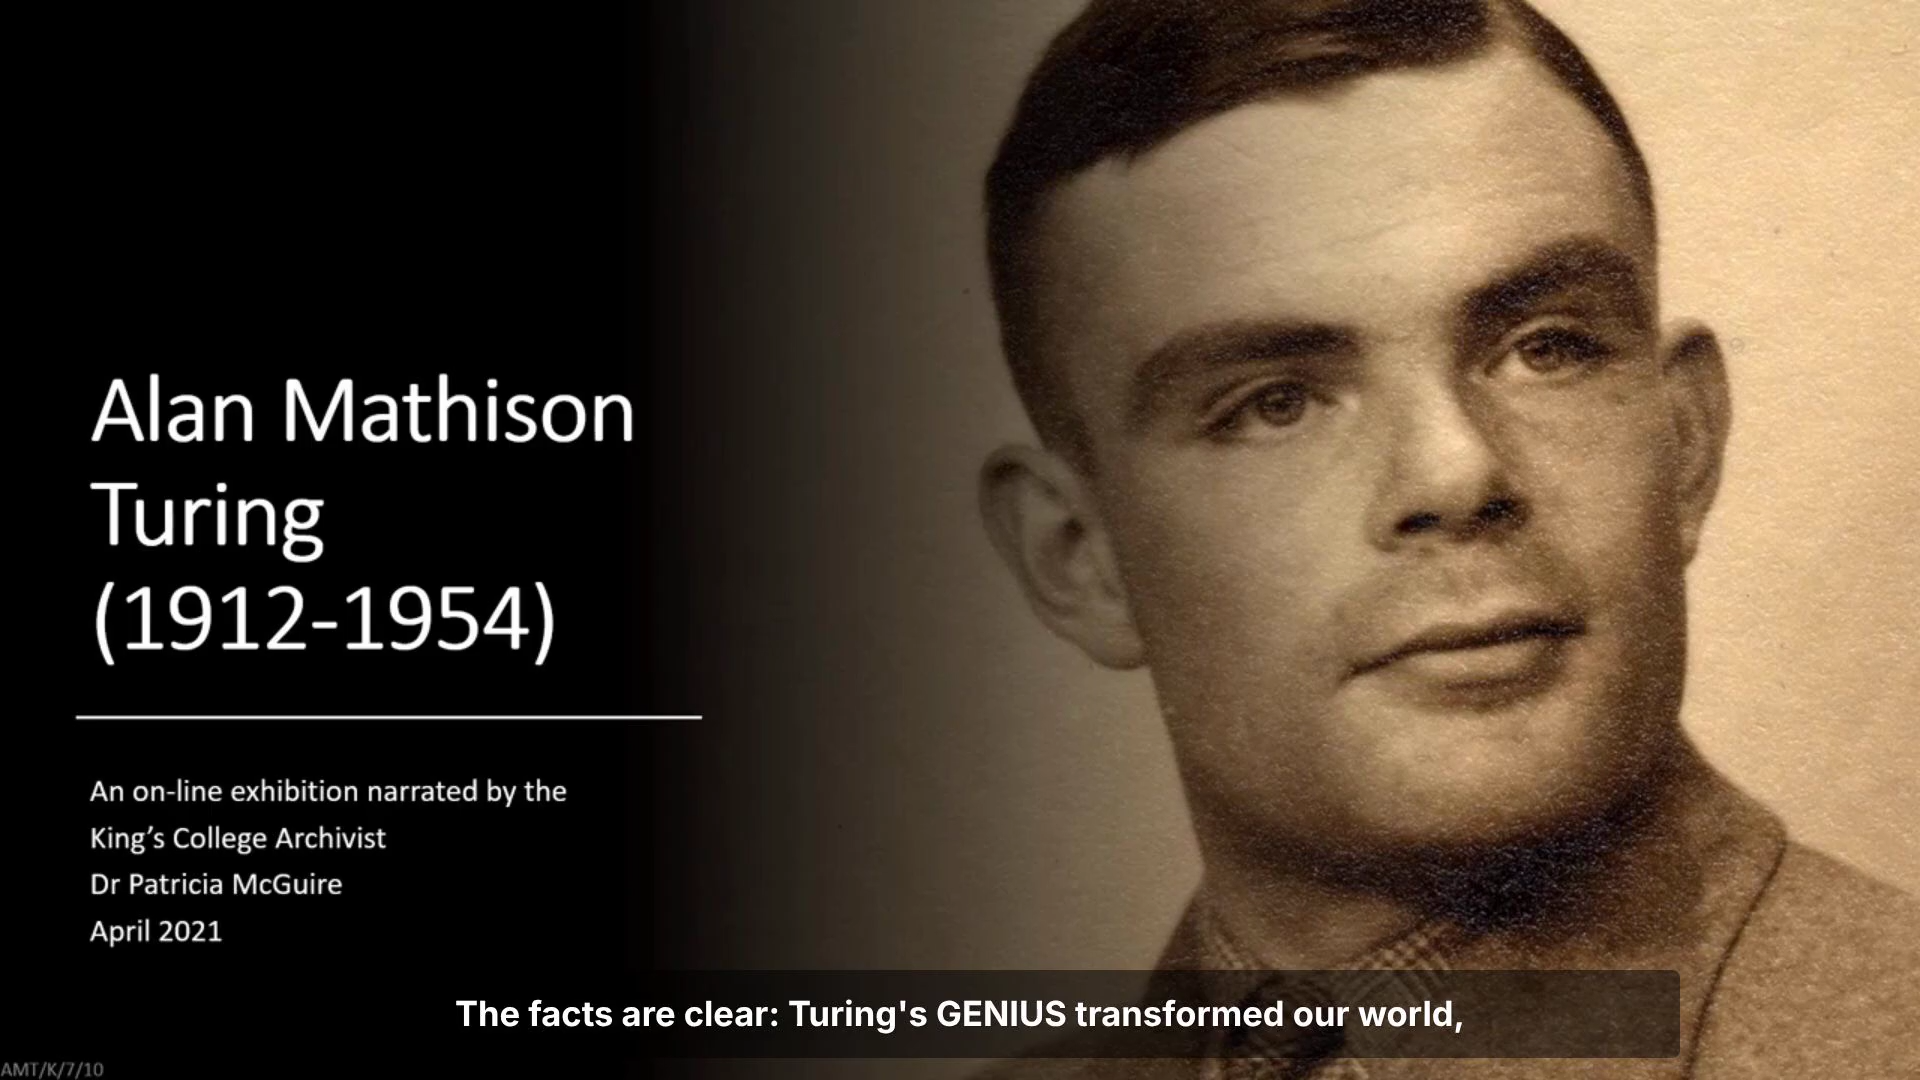 Alan Mathison
Turing
(1912-1954)
An on-line exhibition narrated by the
King’s College Archivist
Dr Patricia McGuire
April 2021
The facts are clear: Turing's GENIUS transformed our world,
AMT/K/7/10